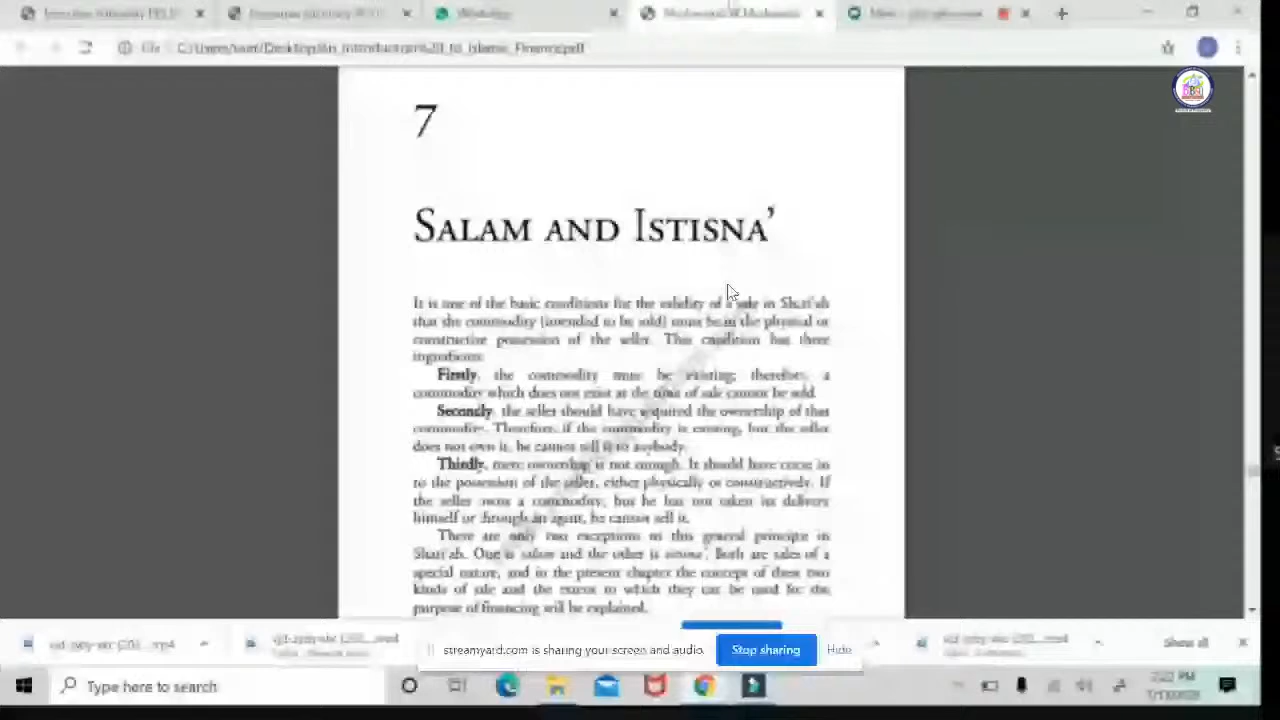 WhatsApp
File C:/Users/user/Desktop/An_Introduction%20_to_Islamic_Finance.pdf
7
SALAM AND ISTISNA’
It is one of the basic conditions for the validity of a sale in Shari‘ah
that the commodity (intended to be sold) must be in the physical or
constructive possession of the seller. This condition has three
ingredients:
Firstly, the commodity must be existing; therefore, a
commodity which does not exist at the time of sale cannot be sold.
Secondly, the seller should have acquired the ownership of that
commodity. Therefore, if the commodity is existing, but the seller
does not own it, he cannot sell it to anybody.
Thirdly, mere ownership is not enough. It should have come in
to the possession of the seller, either physically or constructively. If
the seller owns a commodity, but he has not taken its delivery
himself or through an agent, he cannot sell it.
There are only two exceptions to this general principle in
Shari‘ah. One is salam and the other is istisna‘. Both are sales of a
special nature, and in the present chapter the concept of these two
kinds of sale and the extent to which they can be used for the
purpose of financing will be explained.
Show all
streamyard.com is sharing your screen and audio.
Stop sharing
Hide
Type here to search